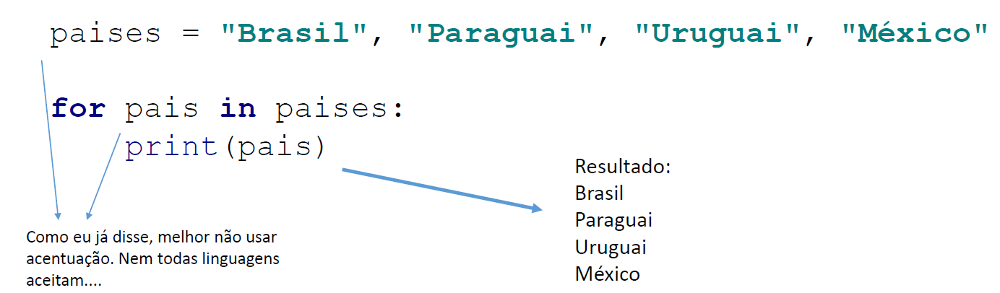 paises = "Brasil", "Paraguai", "Uruguai", "México"
for pais in paises:
print(pais)
Resultado:
Brasil
Paraguai
Uruguai
México
Como eu já disse, melhor não usar
acentuação. Nem todas linguagens
aceitam....